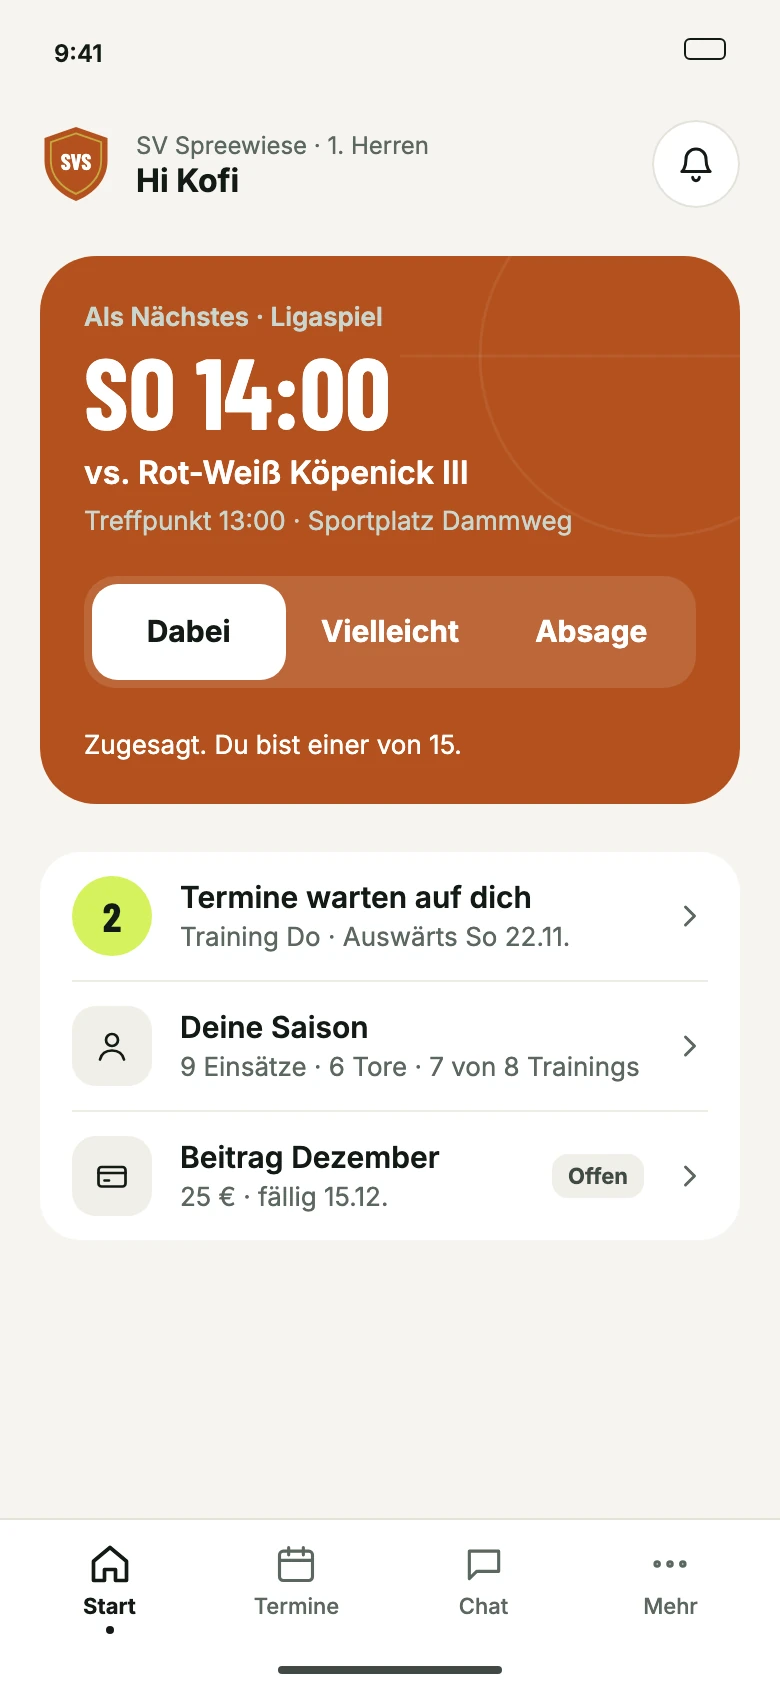 9:41
SVS
SV Spreewiese · 1. Herren
Hi Kofi
Als Nächstes · Ligaspiel
SO 14:00
vs. Rot-Weiß Köpenick III
Treffpunkt 13:00 · Sportplatz Dammweg
Dabei Vielleicht Absage
Zugesagt. Du bist einer von 15.
2
Termine warten auf dich
Training Do · Auswärts So 22.11.
Deine Saison
9 Einsätze · 6 Tore · 7 von 8 Trainings
Beitrag Dezember
25 € · fällig 15.12.
Offen
Start Termine Chat Mehr